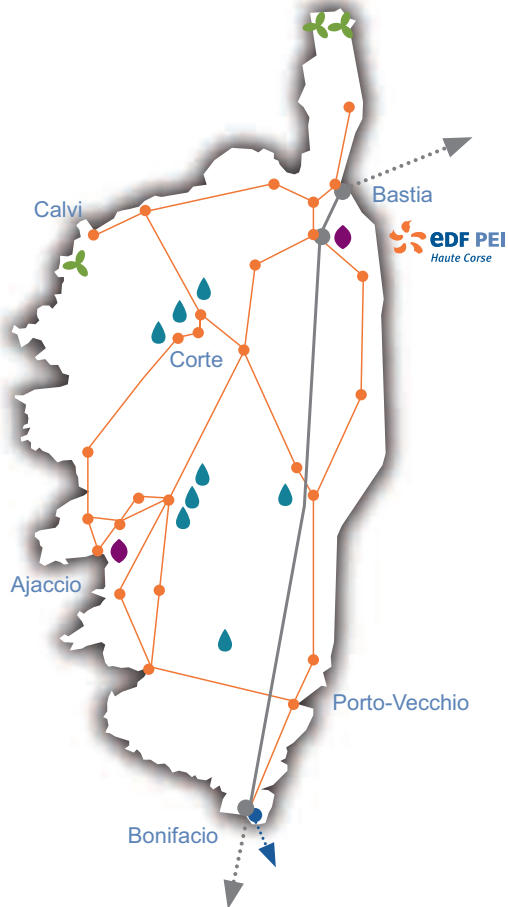 Bastia
Calvi
eDF PEI
Haute Corse
Corte
Ajaccio
Porto-Vecchio
Bonifacio